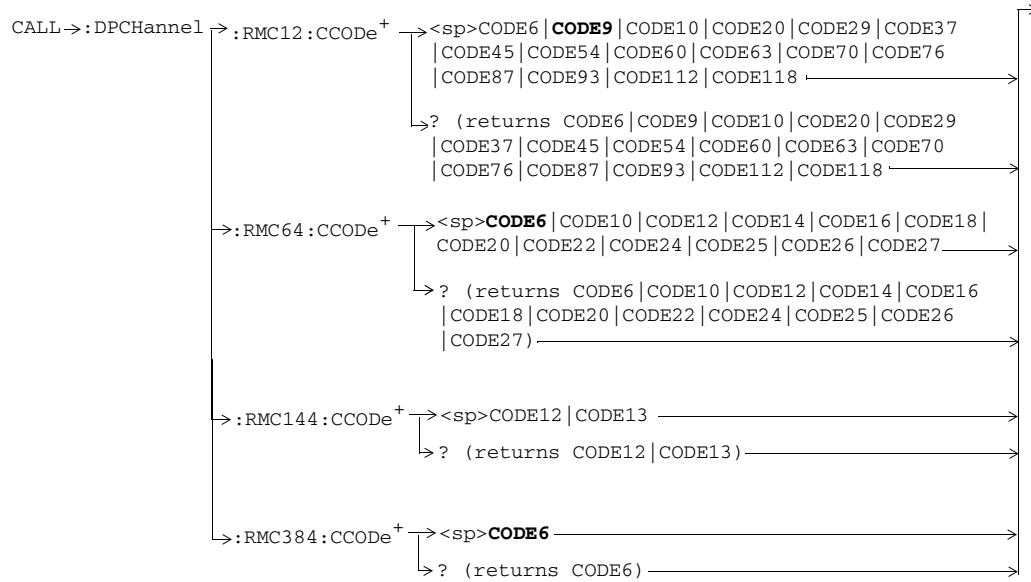 CALL :DPCHannel :RMC12:CCODe+ <sp>CODE6|CODE9|CODE10|CODE20|CODE29|CODE37
|CODE45|CODE54|CODE60|CODE63|CODE70|CODE76
|CODE87|CODE93|CODE112|CODE118
? (returns CODE6|CODE9|CODE10|CODE20|CODE29
|CODE37|CODE45|CODE54|CODE60|CODE63|CODE70
|CODE76|CODE87|CODE93|CODE112|CODE118
:RMC64:CCODe+ <sp>CODE6|CODE10|CODE12|CODE14|CODE16|CODE18|
CODE20|CODE22|CODE24|CODE25|CODE26|CODE27
? (returns CODE6|CODE10|CODE12|CODE14|CODE16
|CODE18|CODE20|CODE22|CODE24|CODE25|CODE26
|CODE27)
:RMC144:CCODe+ <sp>CODE12|CODE13
? (returns CODE12|CODE13)
:RMC384:CCODe+ <sp>CODE6
? (returns CODE6)